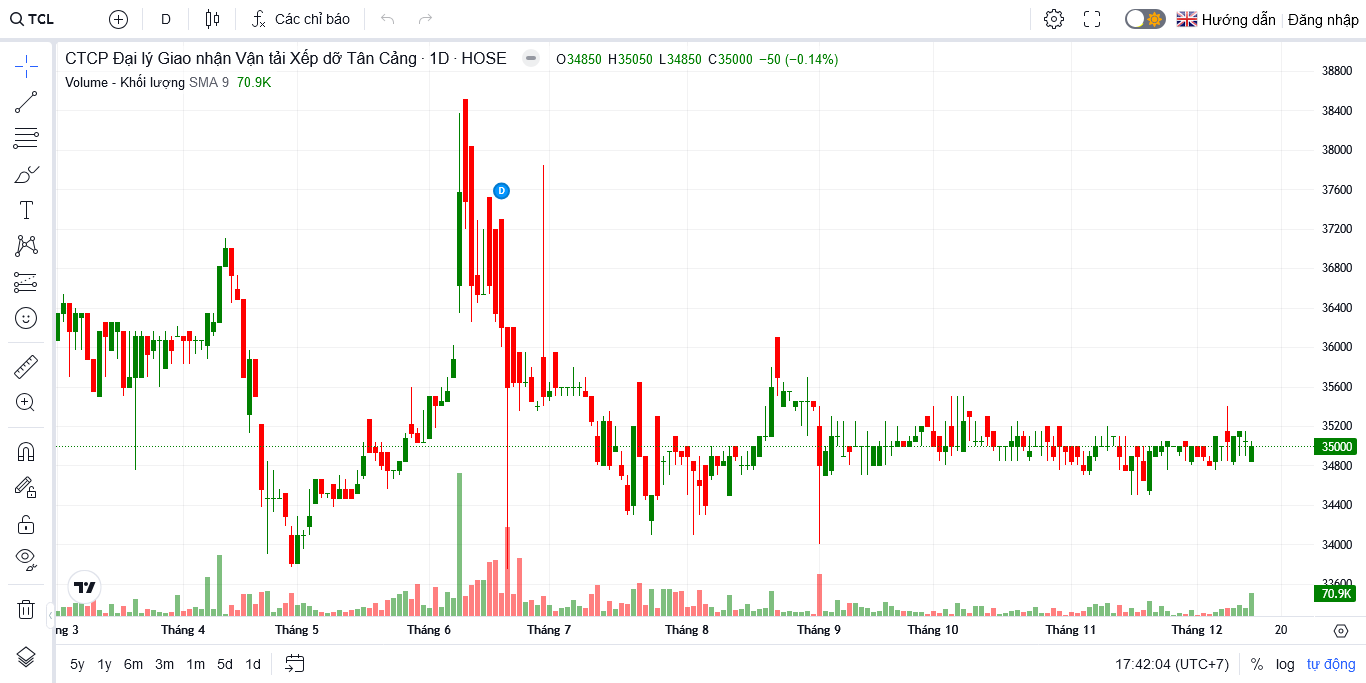 TCL D Các chỉ báo Hướng dẫn Đăng nhập
CTCP Đại lý Giao nhận Vận tải Xếp dỡ Tân Cảng · 1D · HOSE O34850 H35050 L34850 C35000 −50 (−0.14%)
Volume - Khối lượng SMA 9 70.9K
D
38800
38400
38000
37600
37200
36800
36400
36000
35600
35200
35000
34800
34400
34000
33600
70.9K
ng 3 Tháng 4 Tháng 5 Tháng 6 Tháng 7 Tháng 8 Tháng 9 Tháng 10 Tháng 11 Tháng 12 20
5y 1y 6m 3m 1m 5d 1d 17:42:04 (UTC+7) % log tự động